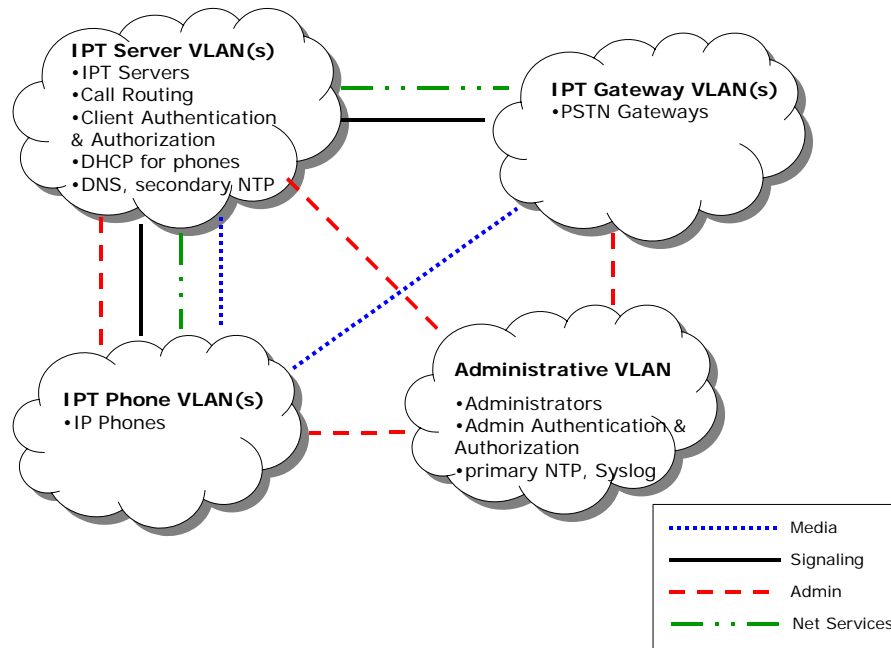 IPT Server VLAN(s)
•IPT Servers
•Call Routing
•Client Authentication
& Authorization
•DHCP for phones
•DNS, secondary NTP
IPT Gateway VLAN(s)
•PSTN Gateways
IPT Phone VLAN(s)
•IP Phones
Administrative VLAN
•Administrators
•Admin Authentication &
Authorization
•primary NTP, Syslog
Media
Signaling
Admin
Net Services